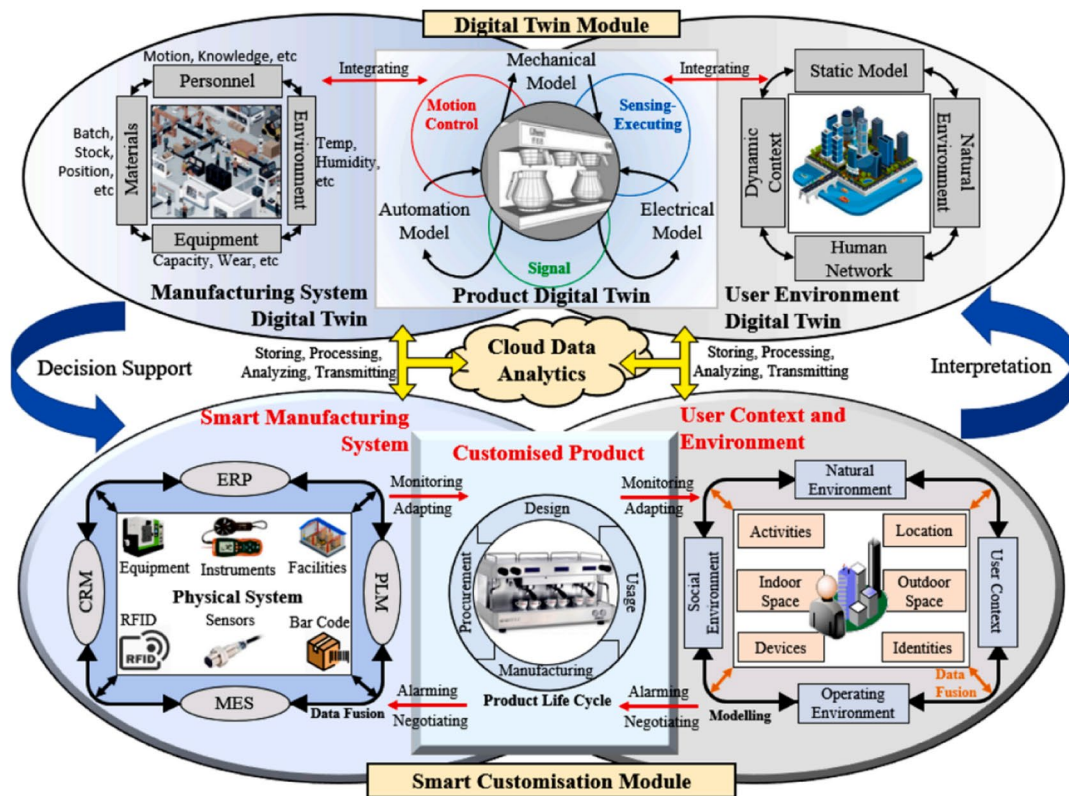 Digital Twin Module
Motion, Knowledge, etc
Personnel
Materials
Environment
Equipment
Batch,
Stock,
Position,
etc
Temp,
Humidity,
etc
Capacity, Wear, etc
Manufacturing System
Digital Twin
Integrating
Mechanical
Model
Motion
Control
Sensing-
Executing
Automation
Model
Electrical
Model
Signal
Product Digital Twin
Integrating
Static Model
Dynamic
Context
Natural
Environment
Human
Network
User Environment
Digital Twin
Decision Support
Storing, Processing,
Analyzing, Transmitting
Cloud Data
Analytics
Storing, Processing,
Analyzing, Transmitting
Interpretation
Smart Manufacturing
System
ERP
CRM
PLM
MES
Equipment
Instruments
Facilities
Physical System
RFID
RFID
Sensors
Bar Code
Data Fusion
Monitoring
Adapting
Alarming
Negotiating
Customised Product
Design
Procurement
Usage
Manufacturing
Product Life Cycle
Monitoring
Adapting
Alarming
Negotiating
User Context and
Environment
Natural
Environment
Social
Environment
User Context
Operating
Environment
Activities
Location
Indoor
Space
Outdoor
Space
Devices
Identities
Data
Fusion
Modelling
Smart Customisation Module